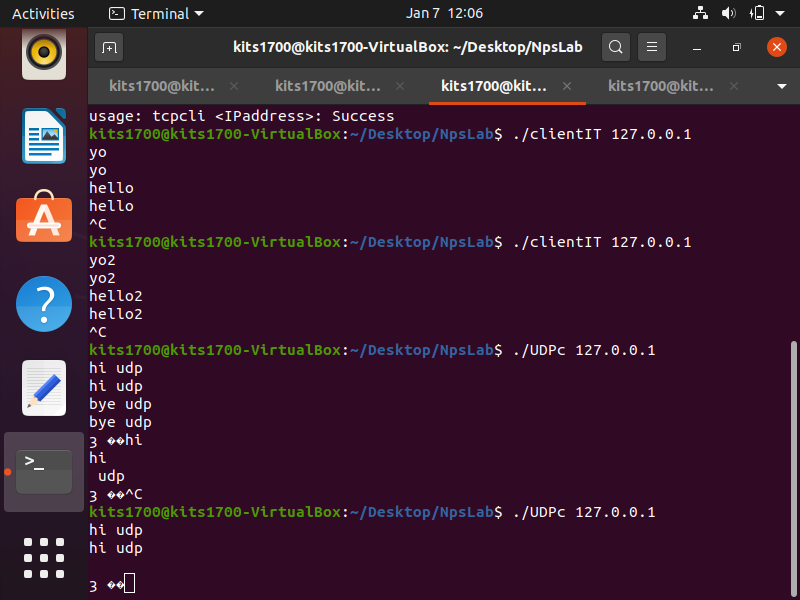 Activities
Terminal
Jan 7 12:06
kits1700@kits1700-VirtualBox: ~/Desktop/NpsLab
kits1700@kit...
kits1700@kit...
kits1700@kit...
kits1700@kit...
usage: tcpcli <IPaddress>: Success
kits1700@kits1700-VirtualBox:~/Desktop/NpsLab$ ./clientIT 127.0.0.1
yo
yo
hello
hello
^C
kits1700@kits1700-VirtualBox:~/Desktop/NpsLab$ ./clientIT 127.0.0.1
yo2
yo2
hello2
hello2
^C
kits1700@kits1700-VirtualBox:~/Desktop/NpsLab$ ./UDPc 127.0.0.1
hi udp
hi udp
bye udp
bye udp
3 ��hi
hi
 udp
3 ��^C
kits1700@kits1700-VirtualBox:~/Desktop/NpsLab$ ./UDPc 127.0.0.1
hi udp
hi udp
3 ��